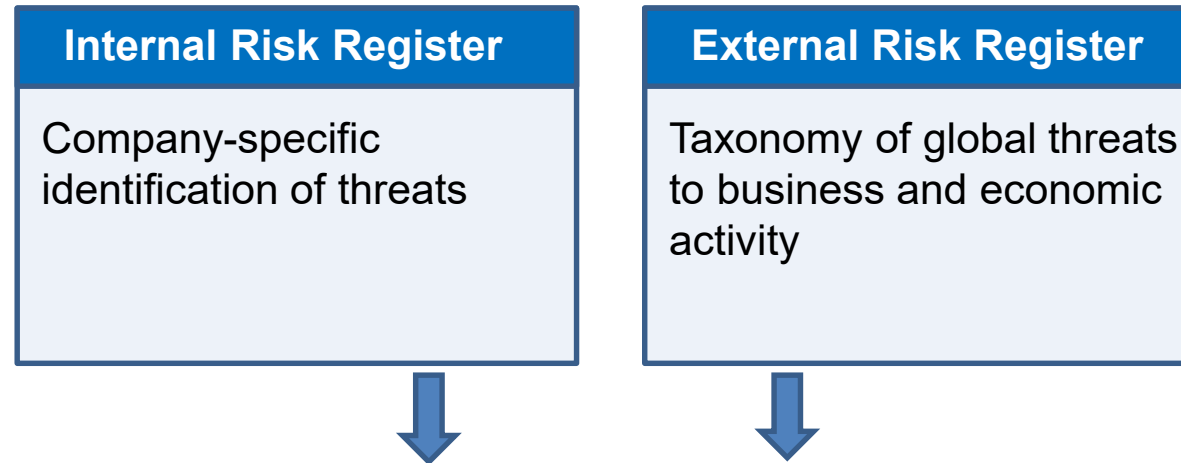 Internal Risk Register
Company-specific
identification of threats
External Risk Register
Taxonomy of global threats
to business and economic
activity